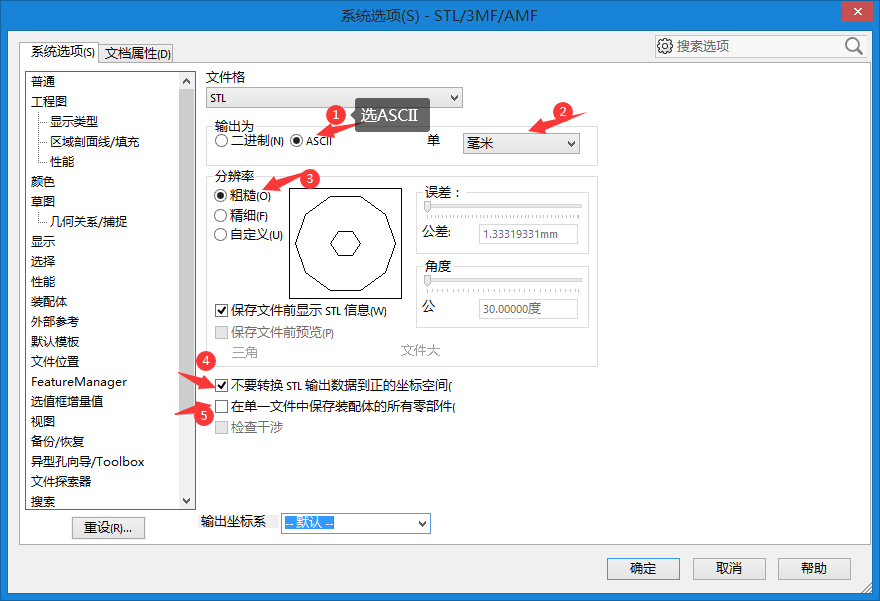 系统选项(S) - STL/3MF/AMF
系统选项(S)
文档属性(D)
搜索选项
普通
工程图
显示类型
区域剖面线/填充
性能
颜色
草图
几何关系/捕捉
显示
选择
性能
装配体
外部参考
默认模板
文件位置
FeatureManager
选值框增量值
视图
备份/恢复
异型孔向导/Toolbox
文件探索器
搜索
重设(R)...
文件格
STL
输出为
1
选ASCⅡ
二进制(N)
ASCII
单
毫米
2
分辨率
3
粗糙(O)
精细(F)
自定义(U)
误差：
公差:
1.33319331mm
角度
公
30.00000度
保存文件前显示 STL 信息(W)
保存文件前预览(P)
三角
文件大
4
不要转换 STL 输出数据到正的坐标空间(
5
在单一文件中保存装配体的所有零部件(
检查干涉
输出坐标系
-- 默认 --
确定
取消
帮助